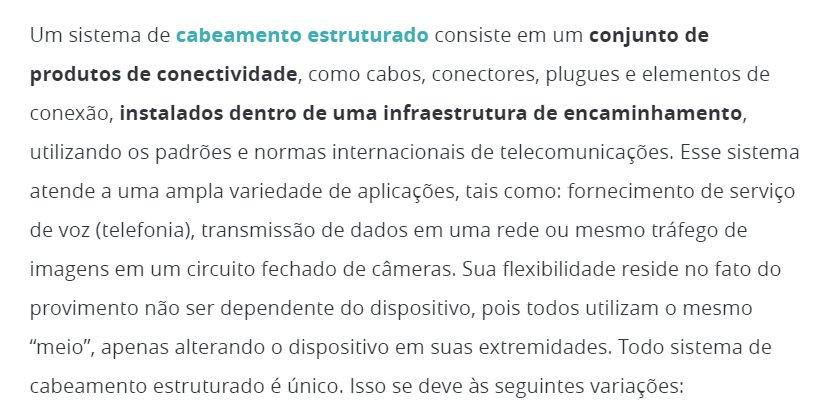 Um sistema de cabeamento estruturado consiste em um conjunto de
produtos de conectividade, como cabos, conectores, plugues e elementos de
conexão, instalados dentro de uma infraestrutura de encaminhamento,
utilizando os padrões e normas internacionais de telecomunicações. Esse sistema
atende a uma ampla variedade de aplicações, tais como: fornecimento de serviço
de voz (telefonia), transmissão de dados em uma rede ou mesmo tráfego de
imagens em um circuito fechado de câmeras. Sua flexibilidade reside no fato do
provimento não ser dependente do dispositivo, pois todos utilizam o mesmo
“meio”, apenas alterando o dispositivo em suas extremidades. Todo sistema de
cabeamento estruturado é único. Isso se deve às seguintes variações: